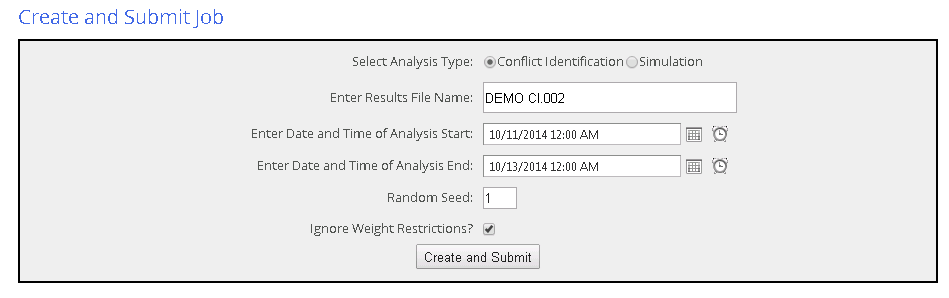 Create and Submit Job
Select Analysis Type: Conflict Identification Simulation
Enter Results File Name: DEMO CI.002
Enter Date and Time of Analysis Start: 10/11/2014 12:00 AM
Enter Date and Time of Analysis End: 10/13/2014 12:00 AM
Random Seed: 1
Ignore Weight Restrictions?
Create and Submit